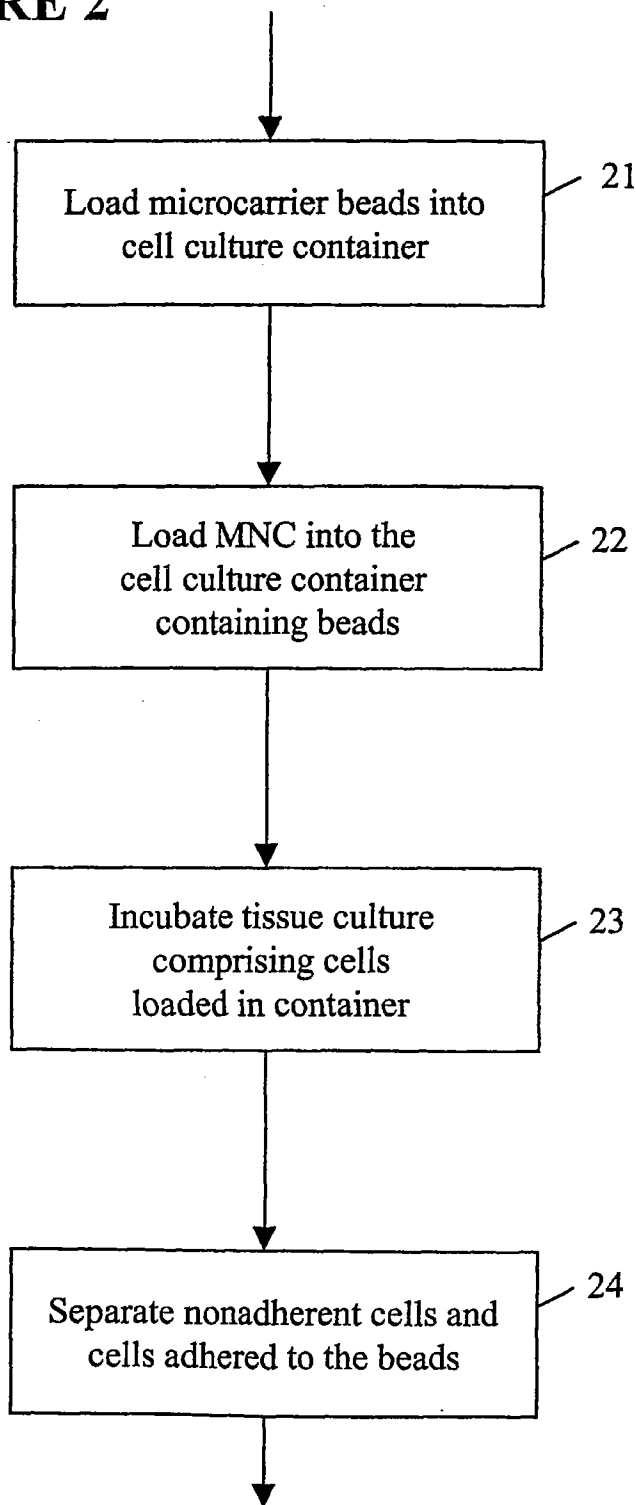 RE 2
Load microcarrier beads into
cell culture container
21
Load MNC into the
cell culture container
containing beads
22
Incubate tissue culture
comprising cells
loaded in container
23
Separate nonadherent cells and
cells adhered to the beads
24